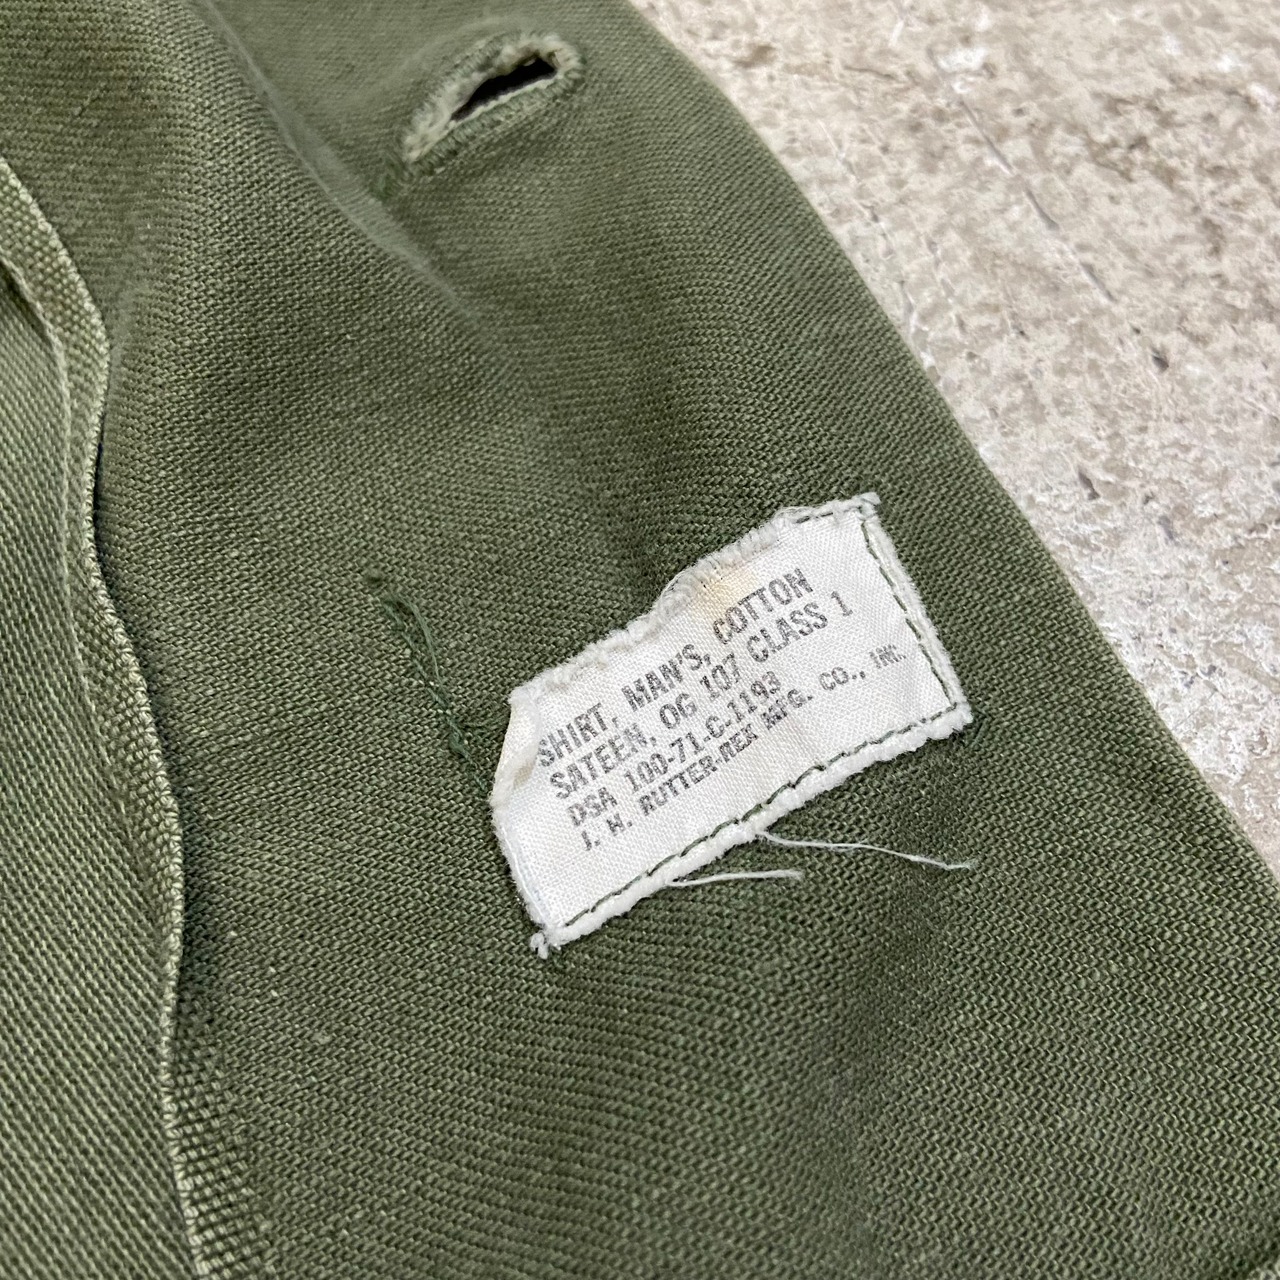 SHIRT, MAN'S, COTTON
SATEEN, OG 107 CLASS 1
DSA 100-71-C-1193
J. H. RUTTER-REX MFG. CO., INC.